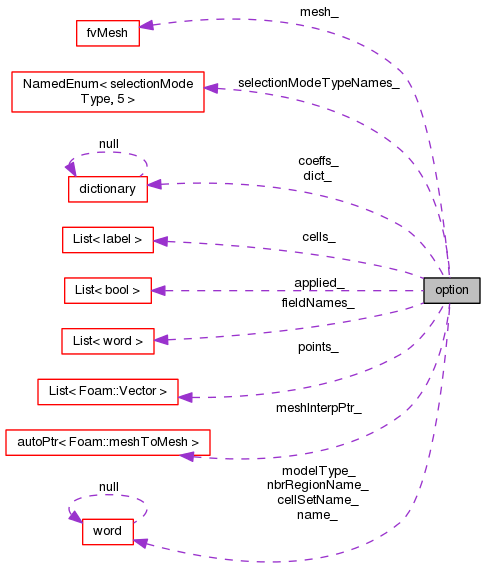 mesh_
fvMesh
selectionModeTypeNames_
NamedEnum< selectionMode
Type, 5 >
null
coeffs_
dict_
dictionary
cells_
List< label >
applied_
List< bool >
option
fieldNames_
List< word >
points_
List< Foam::Vector >
meshInterpPtr_
autoPtr< Foam::meshToMesh >
modelType_
nbrRegionName_
cellSetName_
name_
null
word